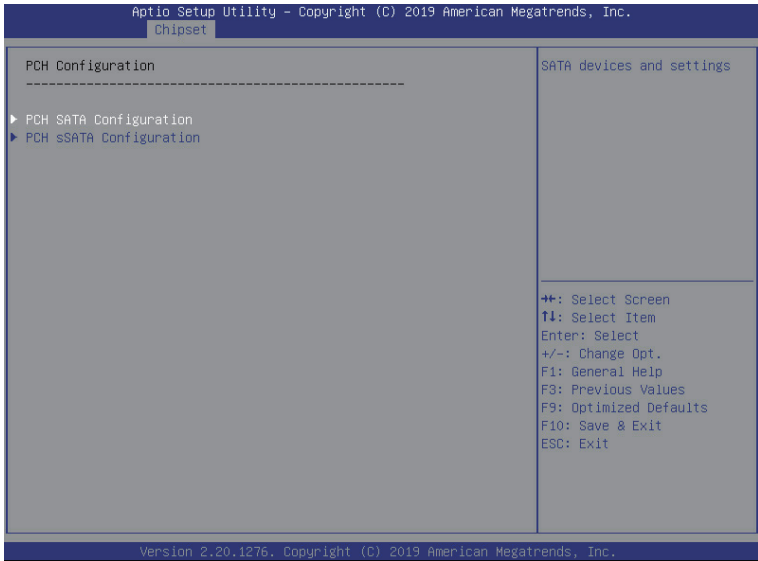 Aptio Setup Utility – Copyright (C) 2019 American Megatrends, Inc.
Chipset
PCH Configuration
--------------------------------------------------
▶ PCH SATA Configuration
▶ PCH sSATA Configuration
SATA devices and settings
→←: Select Screen
↑↓: Select Item
Enter: Select
+/-: Change Opt.
F1: General Help
F3: Previous Values
F9: Optimized Defaults
F10: Save & Exit
ESC: Exit
Version 2.20.1276. Copyright (C) 2019 American Megatrends, Inc.